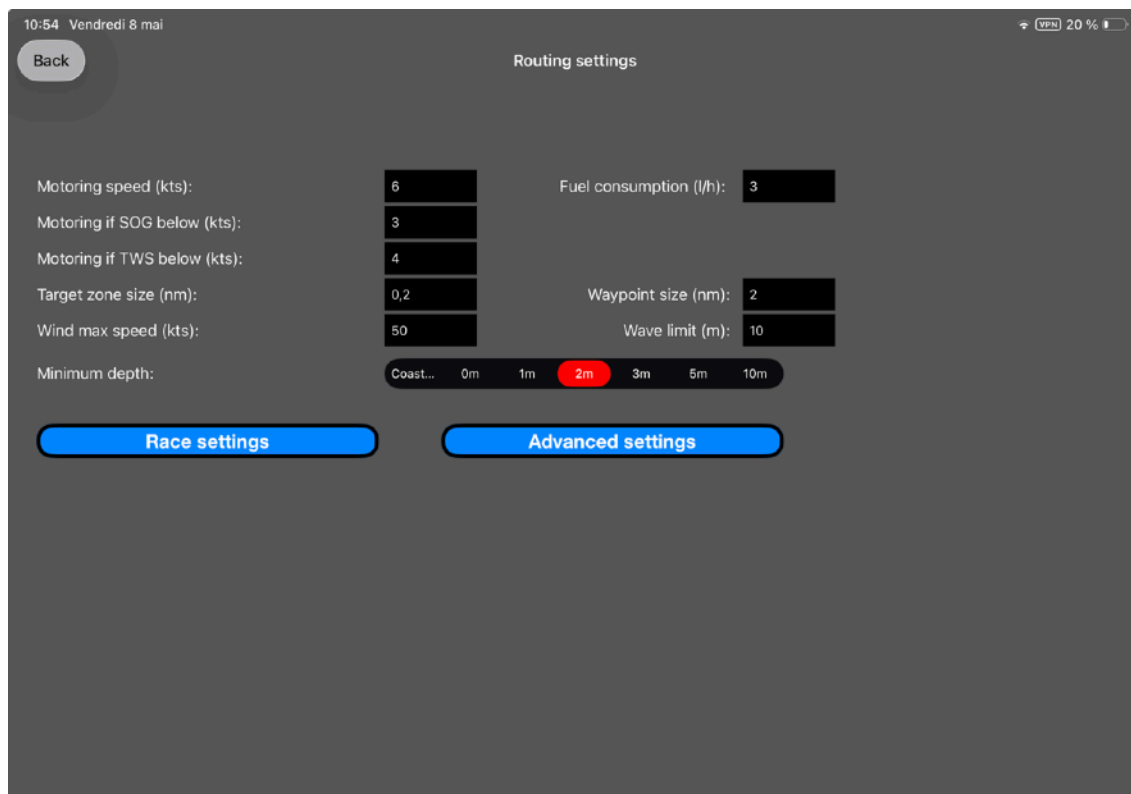 10:54 Vendredi 8 mai VPN 20 %
Back Routing settings
Motoring speed (kts): 6 Fuel consumption (l/h): 3
Motoring if SOG below (kts): 3
Motoring if TWS below (kts): 4
Target zone size (nm): 0,2 Waypoint size (nm): 2
Wind max speed (kts): 50 Wave limit (m): 10
Minimum depth: Coast... 0m 1m 2m 3m 5m 10m
Race settings Advanced settings